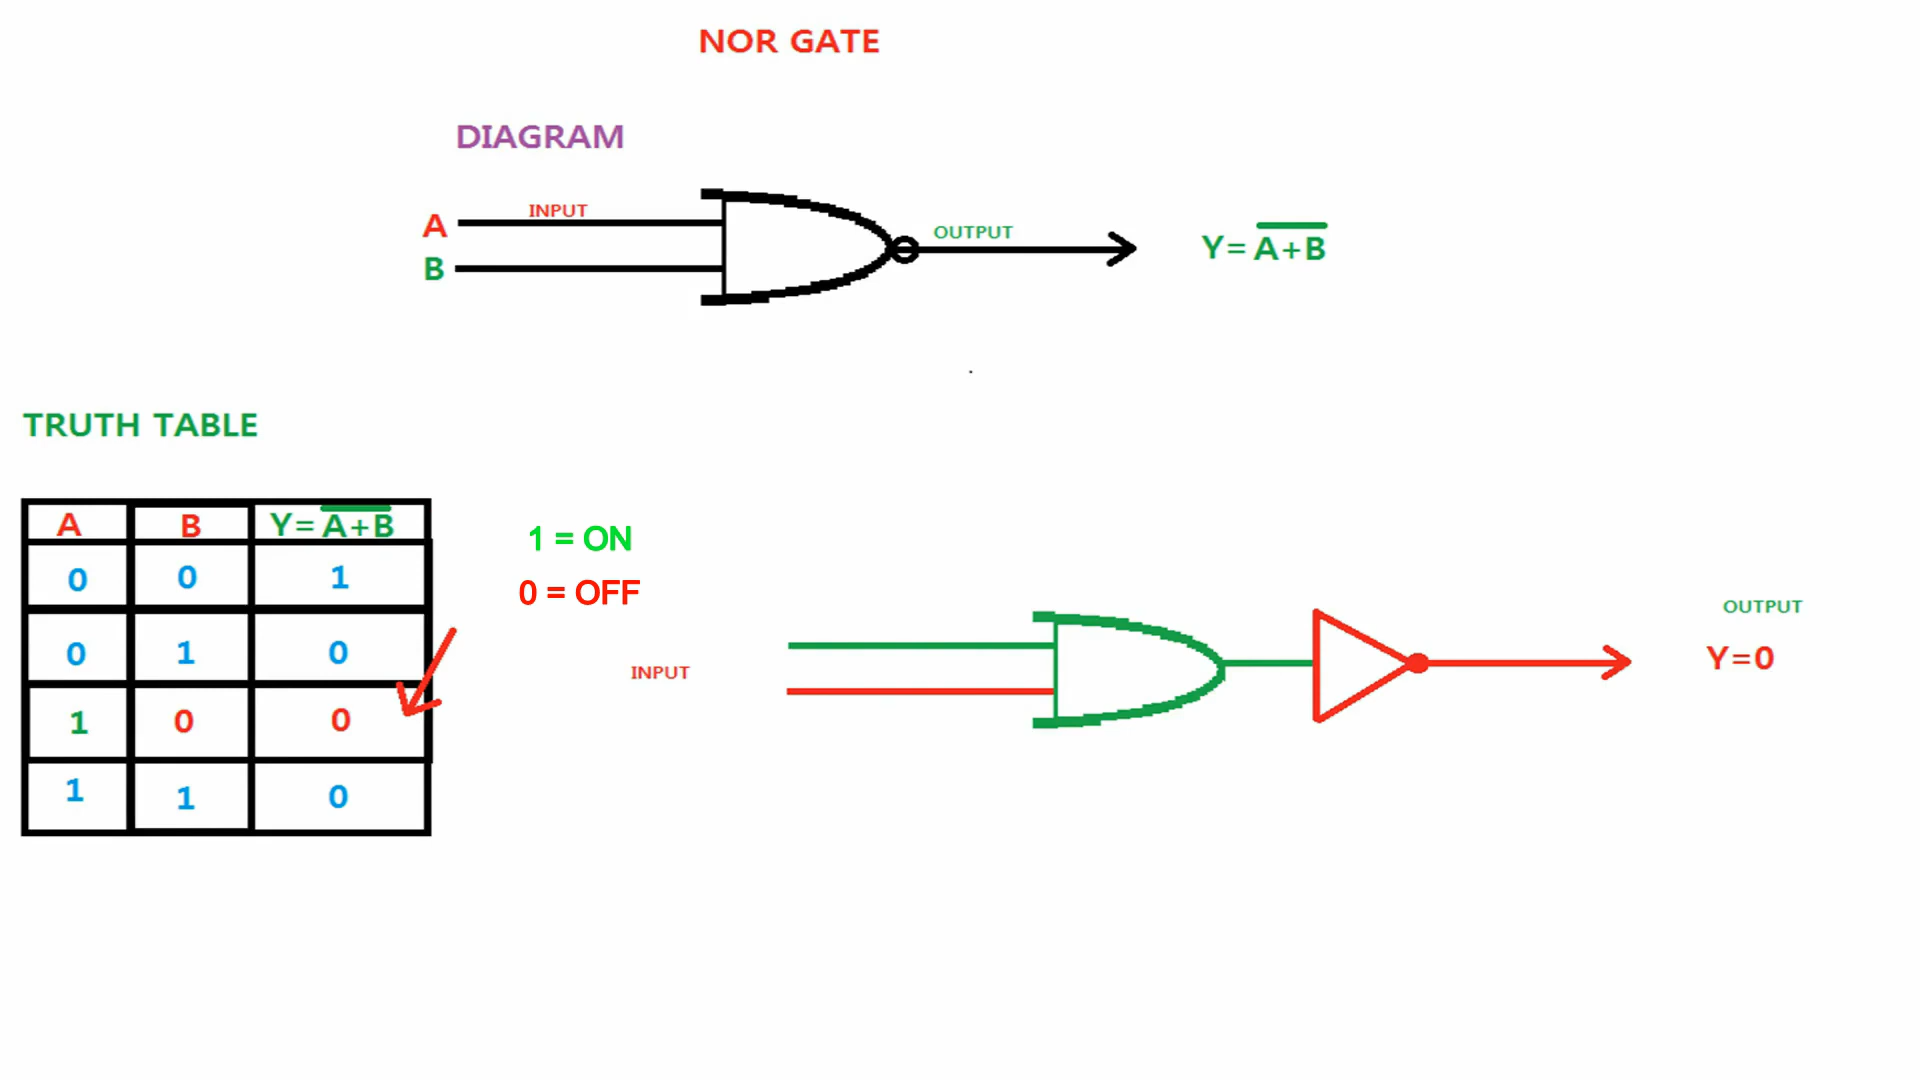 NOR GATE
DIAGRAM
A INPUT
B
OUTPUT
Y= A̅+̅B̅
TRUTH TABLE
A B Y= A̅+̅B̅
0 0 1
0 1 0
1 0 0
1 1 0
1 = ON
0 = OFF
INPUT
OUTPUT
Y=0